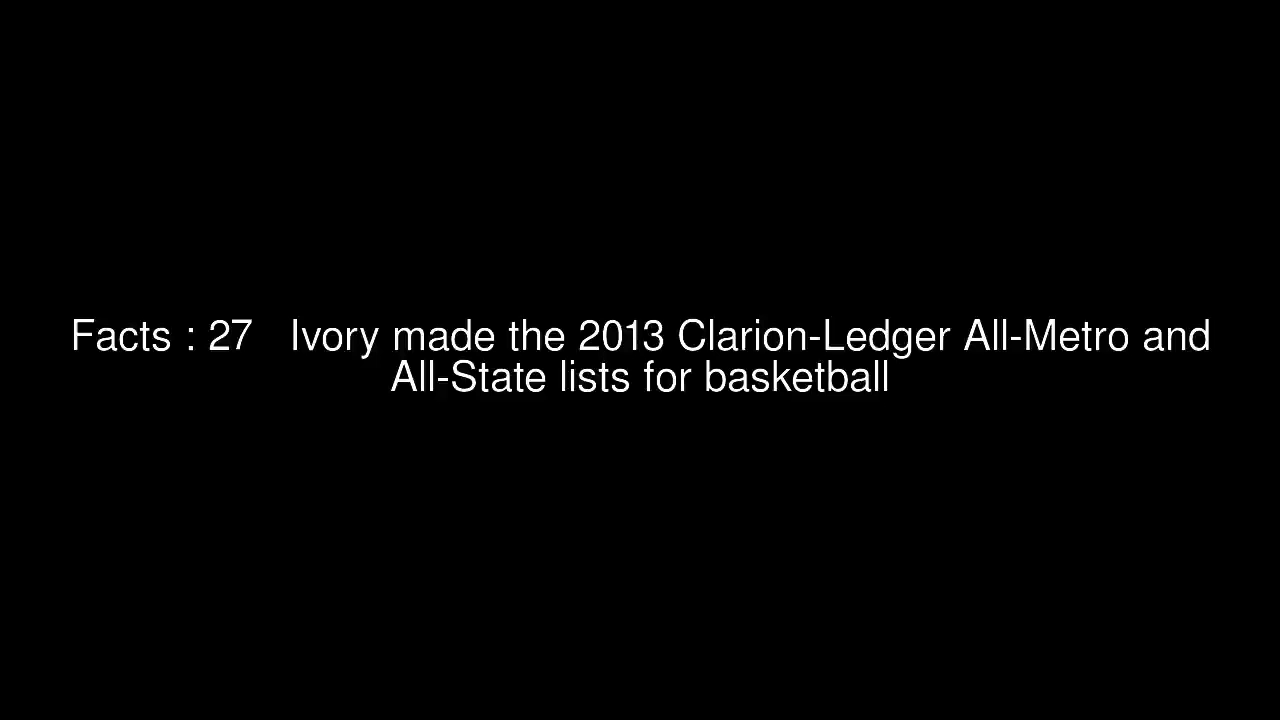 Facts : 27   Ivory made the 2013 Clarion-Ledger All-Metro and
All-State lists for basketball